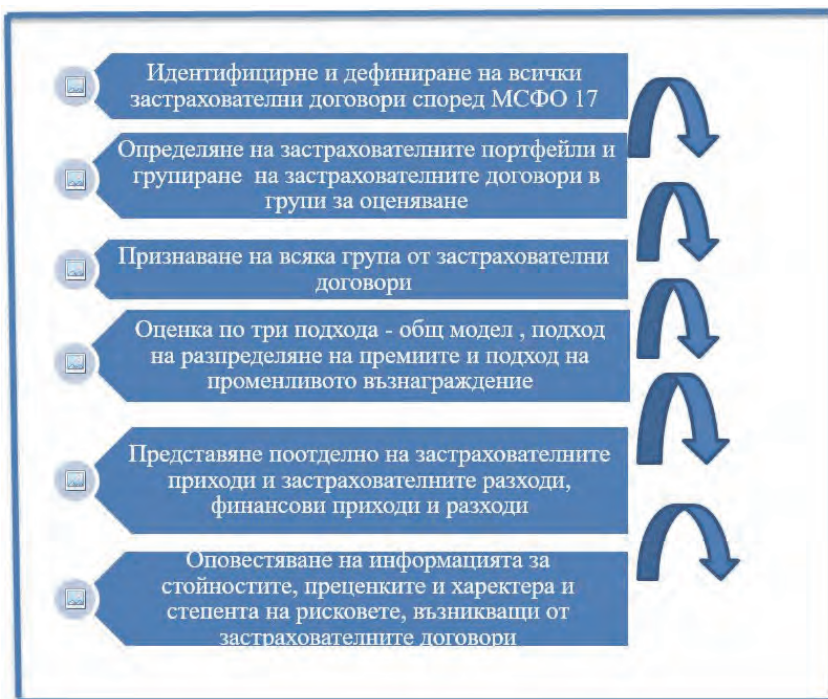 Идентифицирне и дефиниране на всички
застрахователни договори според МСФО 17
Определяне на застрахователните портфейли и
групиране на застрахователните договори в
групи за оценяване
Признаване на всяка група от застрахователни
договори
Оценка по три подхода - общ модел , подход
на разпределяне на премиите и подход на
променливото възнаграждение
Представяне поотделно на застрахователните
приходи и застрахователните разходи,
финансови приходи и разходи
Оповестяване на информацията за
стойностите, преценките и характера и
степента на рисковете, възникващи от
застрахователните договори